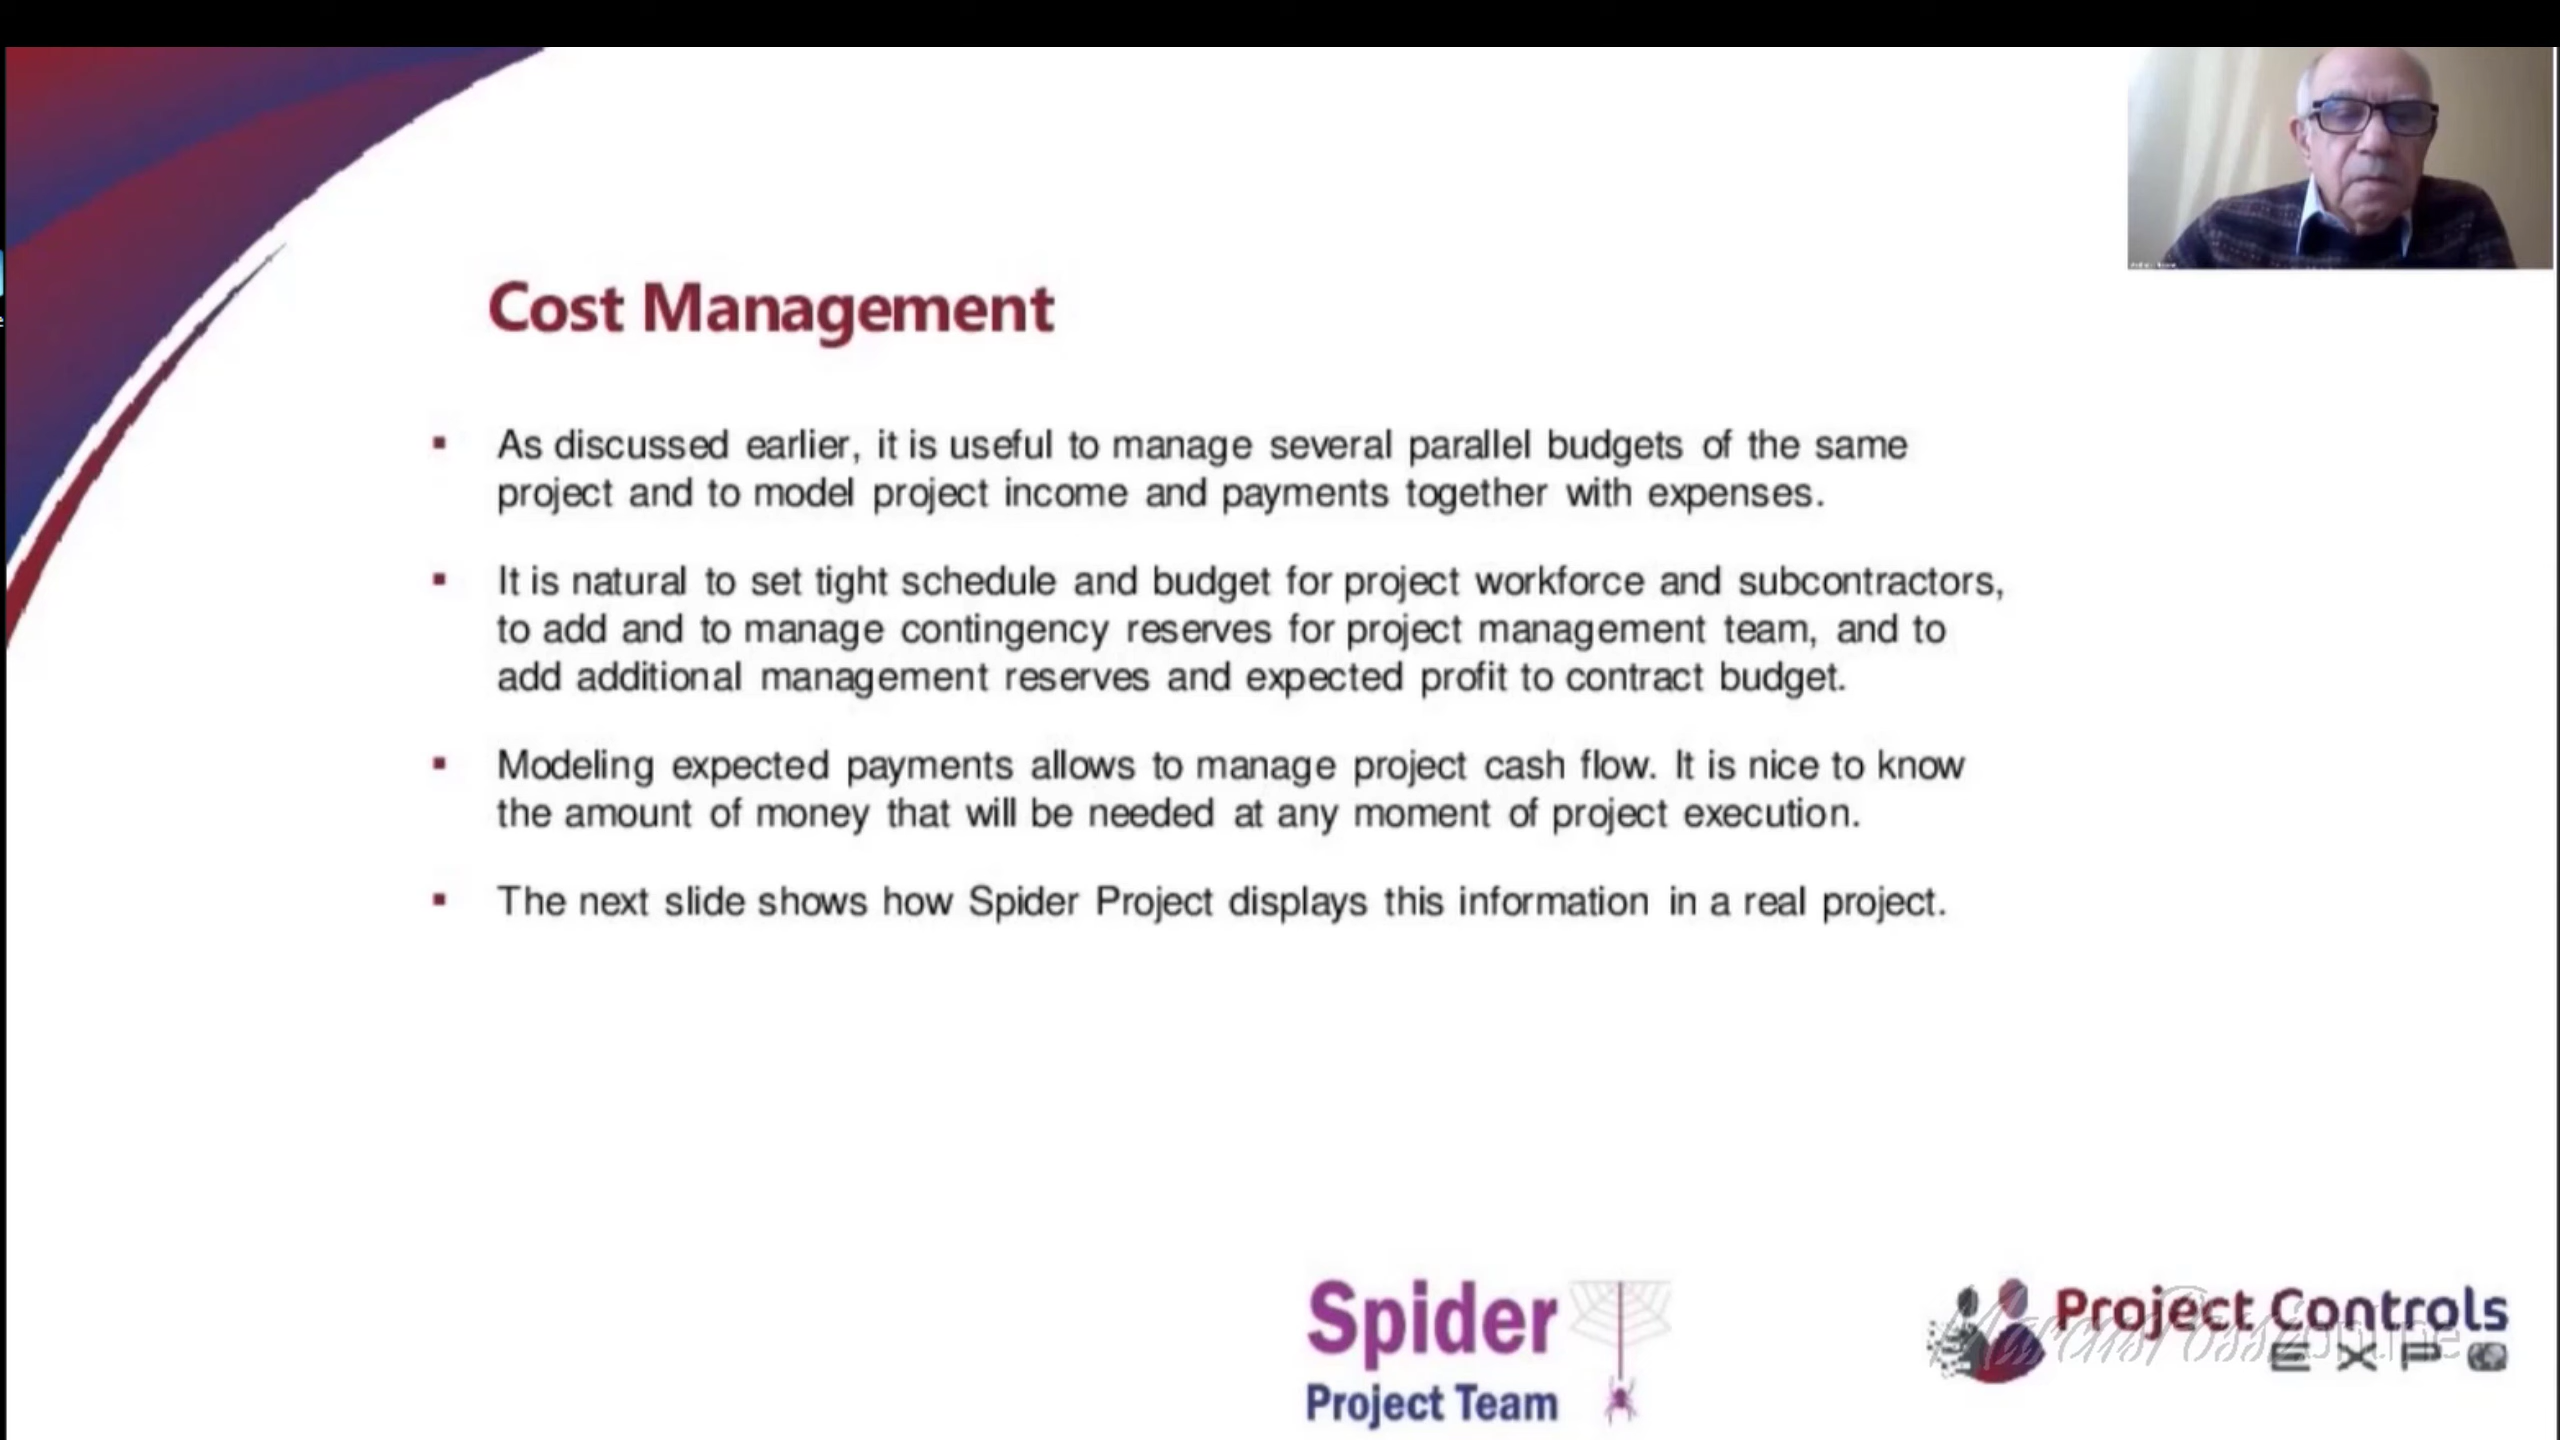 Cost Management
▪ As discussed earlier, it is useful to manage several parallel budgets of the same
project and to model project income and payments together with expenses.
▪ It is natural to set tight schedule and budget for project workforce and subcontractors,
to add and to manage contingency reserves for project management team, and to
add additional management reserves and expected profit to contract budget.
▪ Modeling expected payments allows to manage project cash flow. It is nice to know
the amount of money that will be needed at any moment of project execution.
▪ The next slide shows how Spider Project displays this information in a real project.
Spider
Project Team
Project Controls
EXPO